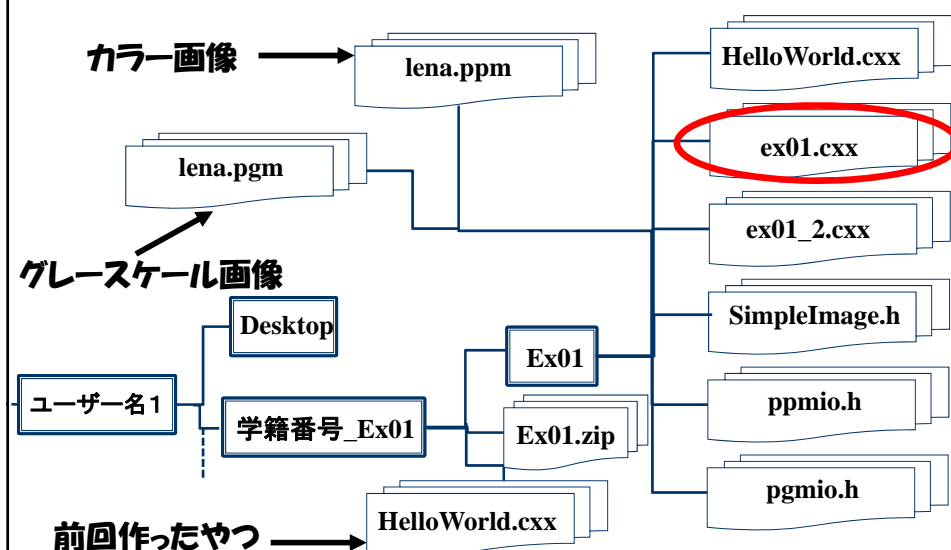 カラー画像
lena.ppm
HelloWorld.cxx
ex01.cxx
lena.pgm
ex01_2.cxx
グレースケール画像
SimpleImage.h
Desktop
Ex01
ユーザー名1
ppmio.h
学籍番号_Ex01
Ex01.zip
pgmio.h
HelloWorld.cxx
前回作ったやつ